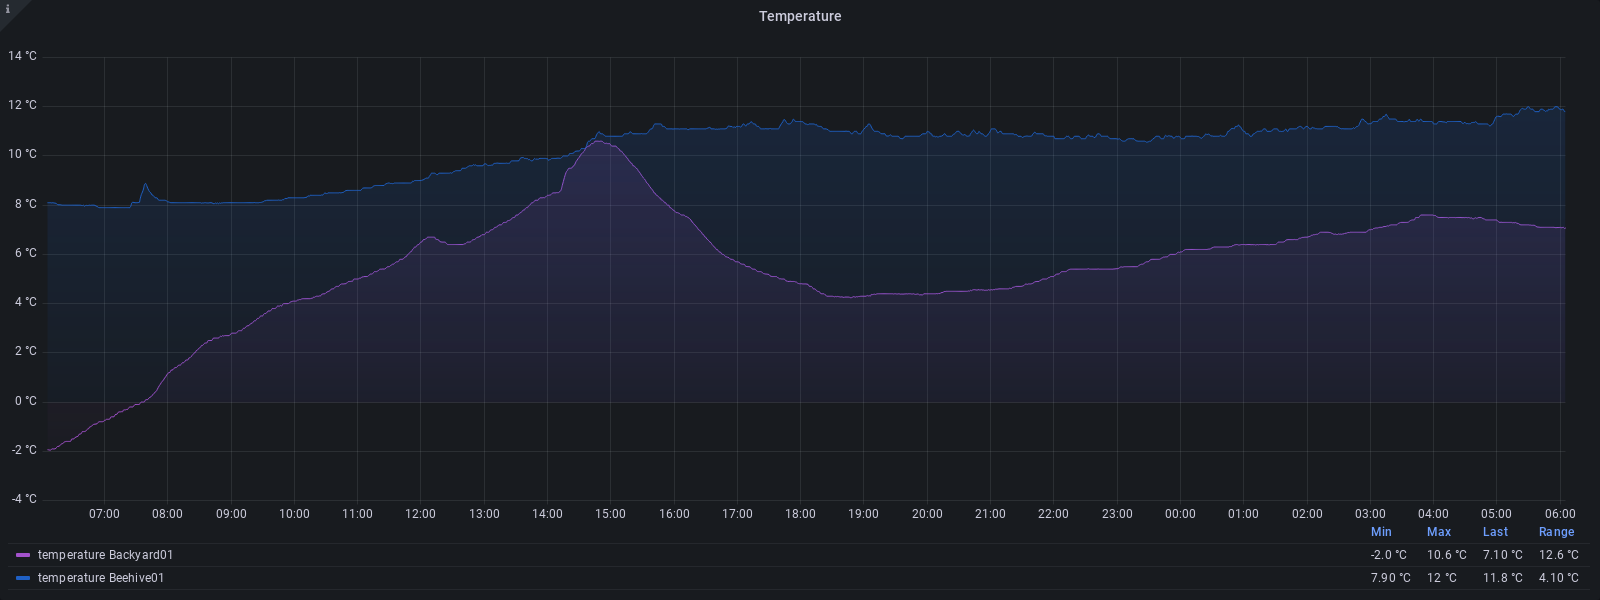 i
Temperature
14 °C
12 °C
10 °C
8 °C
6 °C
4 °C
2 °C
0 °C
-2 °C
-4 °C
07:00 08:00 09:00 10:00 11:00 12:00 13:00 14:00 15:00 16:00 17:00 18:00 19:00 20:00 21:00 22:00 23:00 00:00 01:00 02:00 03:00 04:00 05:00 06:00
Min Max Last Range
temperature Backyard01 -2.0 °C 10.6 °C 7.10 °C 12.6 °C
temperature Beehive01 7.90 °C 12 °C 11.8 °C 4.10 °C